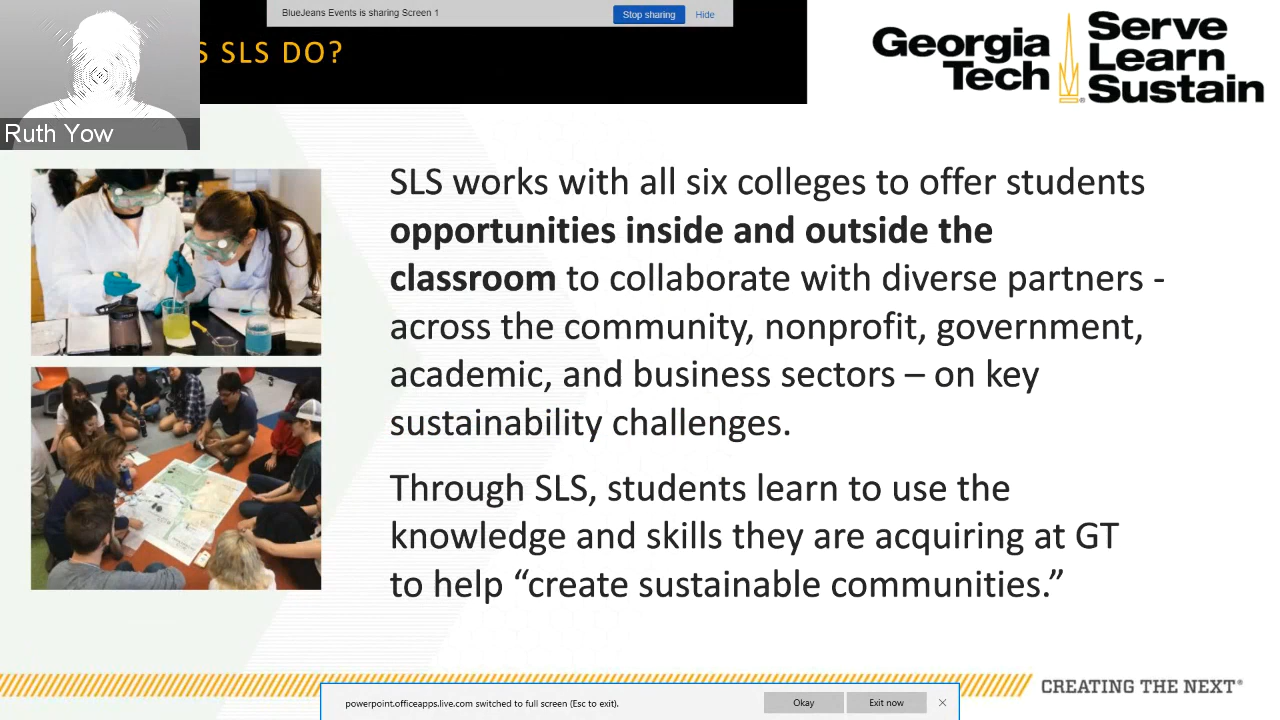 BlueJeans Events is sharing Screen 1
Stop sharing
Hide
S SLS DO?
Ruth Yow
Georgia Tech
Serve
Learn
Sustain
SLS works with all six colleges to offer students
opportunities inside and outside the
classroom to collaborate with diverse partners -
across the community, nonprofit, government,
academic, and business sectors – on key
sustainability challenges.
Through SLS, students learn to use the
knowledge and skills they are acquiring at GT
to help “create sustainable communities.”
CREATING THE NEXT®
powerpoint.officeapps.live.com switched to full screen (Esc to exit).
Okay
Exit now